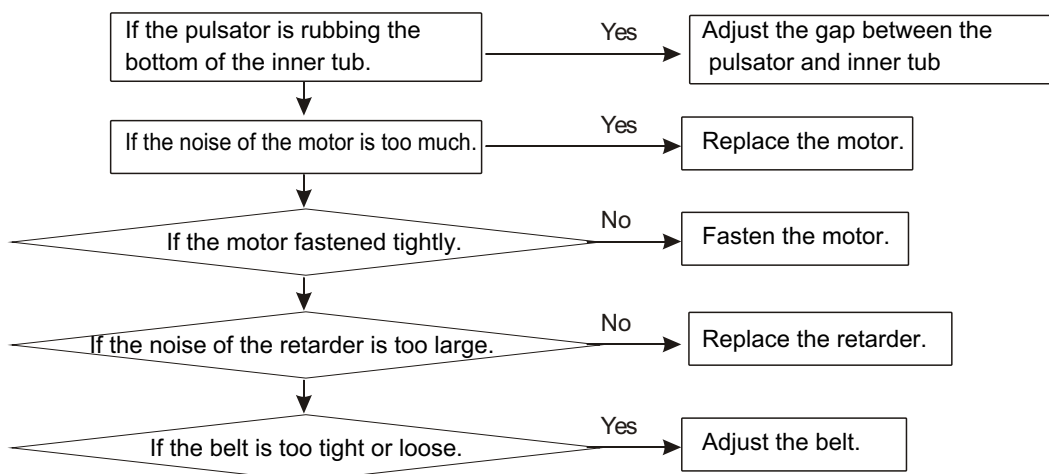 If the pulsator is rubbing the
bottom of the inner tub.
Yes
Adjust the gap between the
pulsator and inner tub
If the noise of the motor is too much.
Yes
Replace the motor.
If the motor fastened tightly.
No
Fasten the motor.
If the noise of the retarder is too large.
No
Replace the retarder.
If the belt is too tight or loose.
Yes
Adjust the belt.